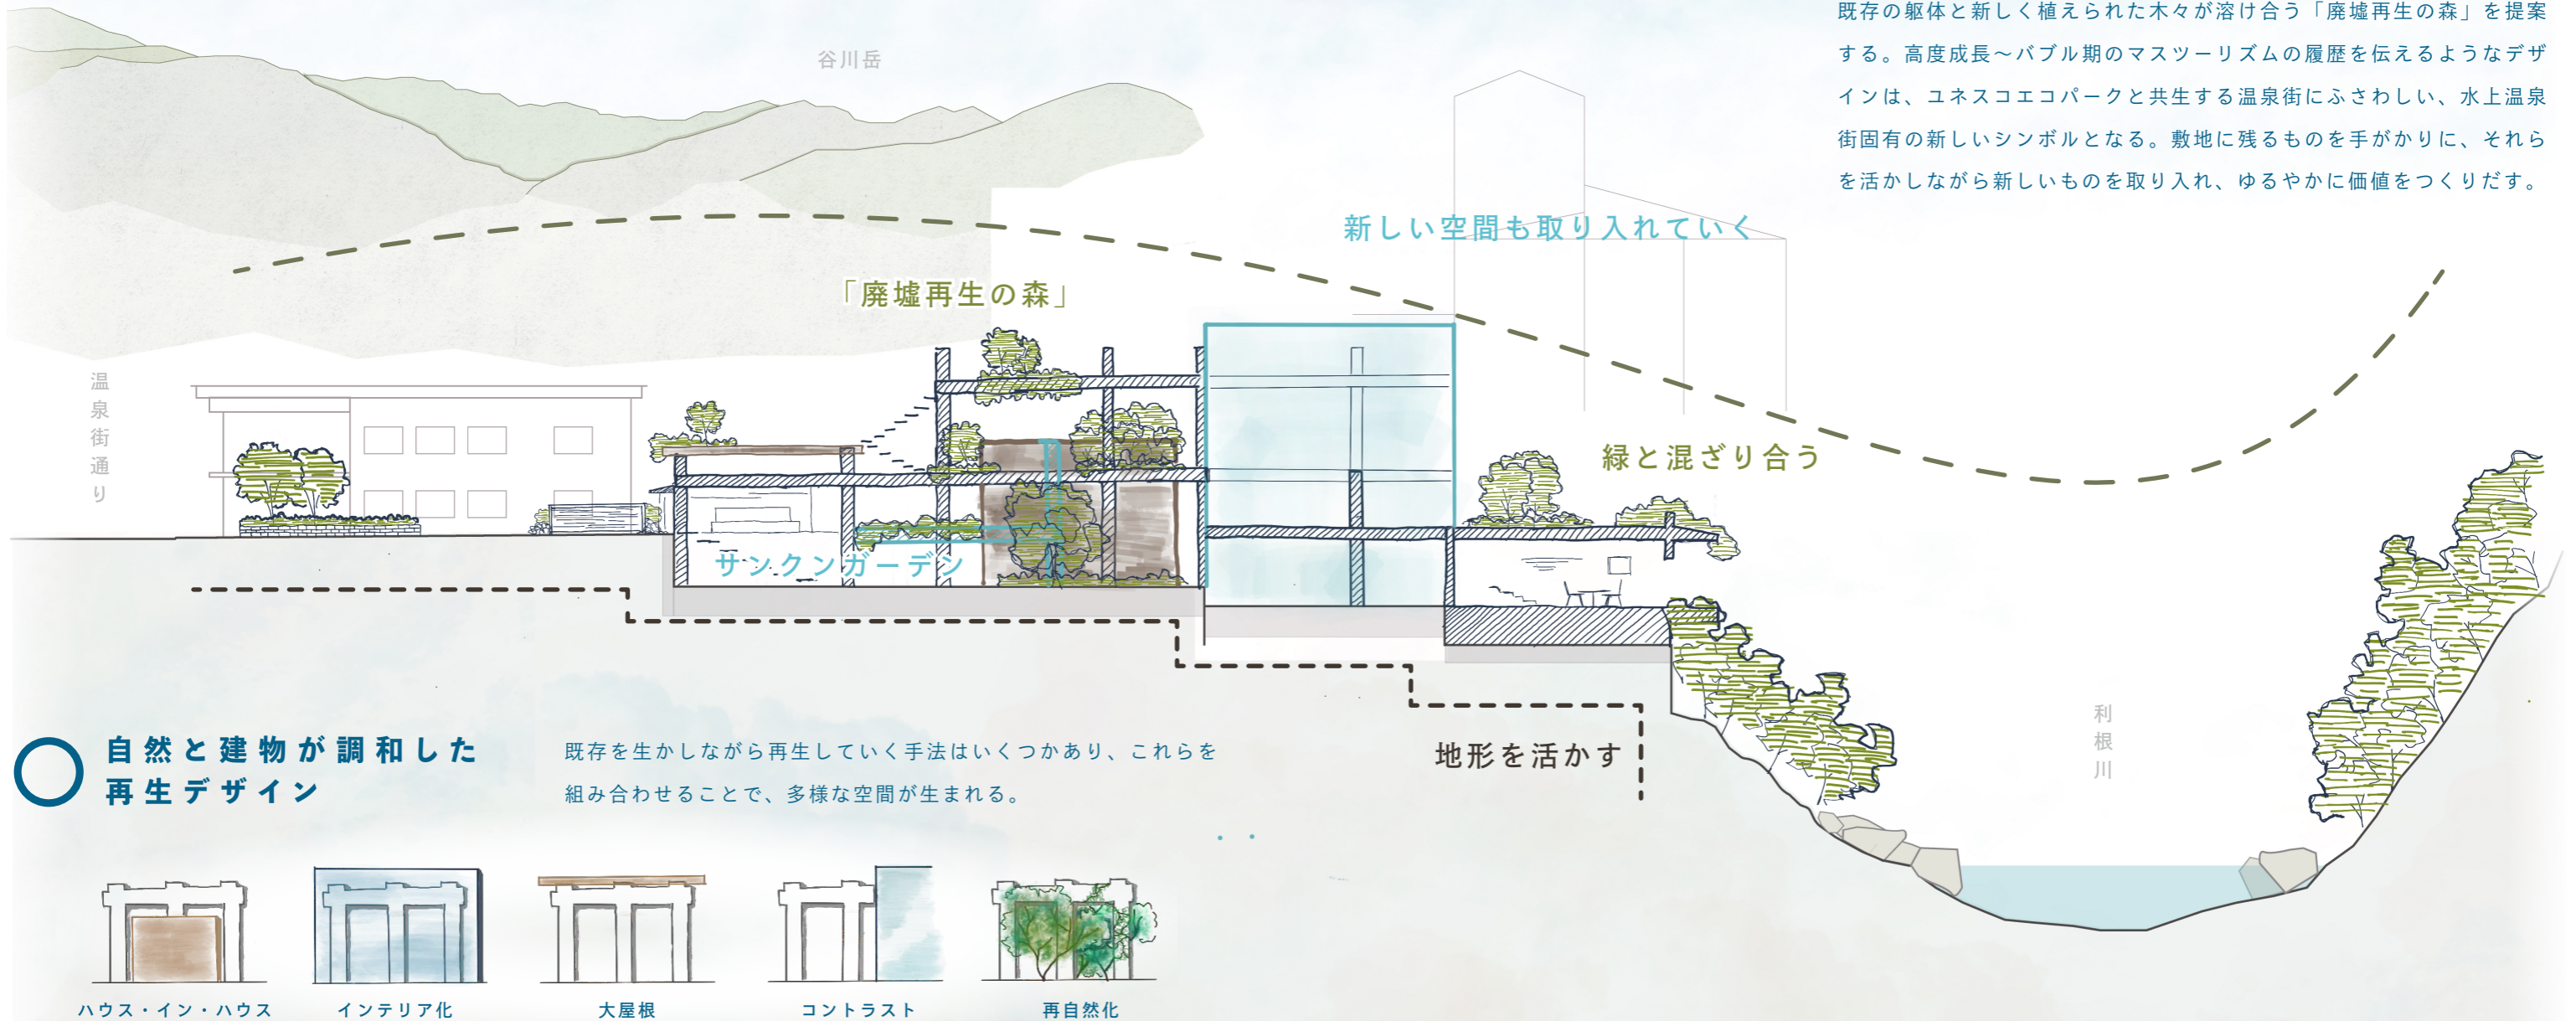 既存の躯体と新しく植えられた木々が溶け合う「廃墟再生の森」を提案
する。高度成長〜バブル期のマスツーリズムの履歴を伝えるようなデザ
インは、ユネスコエコパークと共生する温泉街にふさわしい、水上温泉
街固有の新しいシンボルとなる。敷地に残るものを手がかりに、それら
を活かしながら新しいものを取り入れ、ゆるやかに価値をつくりだす。
谷川岳
新しい空間も取り入れていく
「廃墟再生の森」
温泉街通り
緑と混ざり合う
サンクンガーデン
地形を活かす
利根川
自然と建物が調和した
再生デザイン
既存を生かしながら再生していく手法はいくつかあり、これらを
組み合わせることで、多様な空間が生まれる。
ハウス・イン・ハウス
インテリア化
大屋根
コントラスト
再自然化